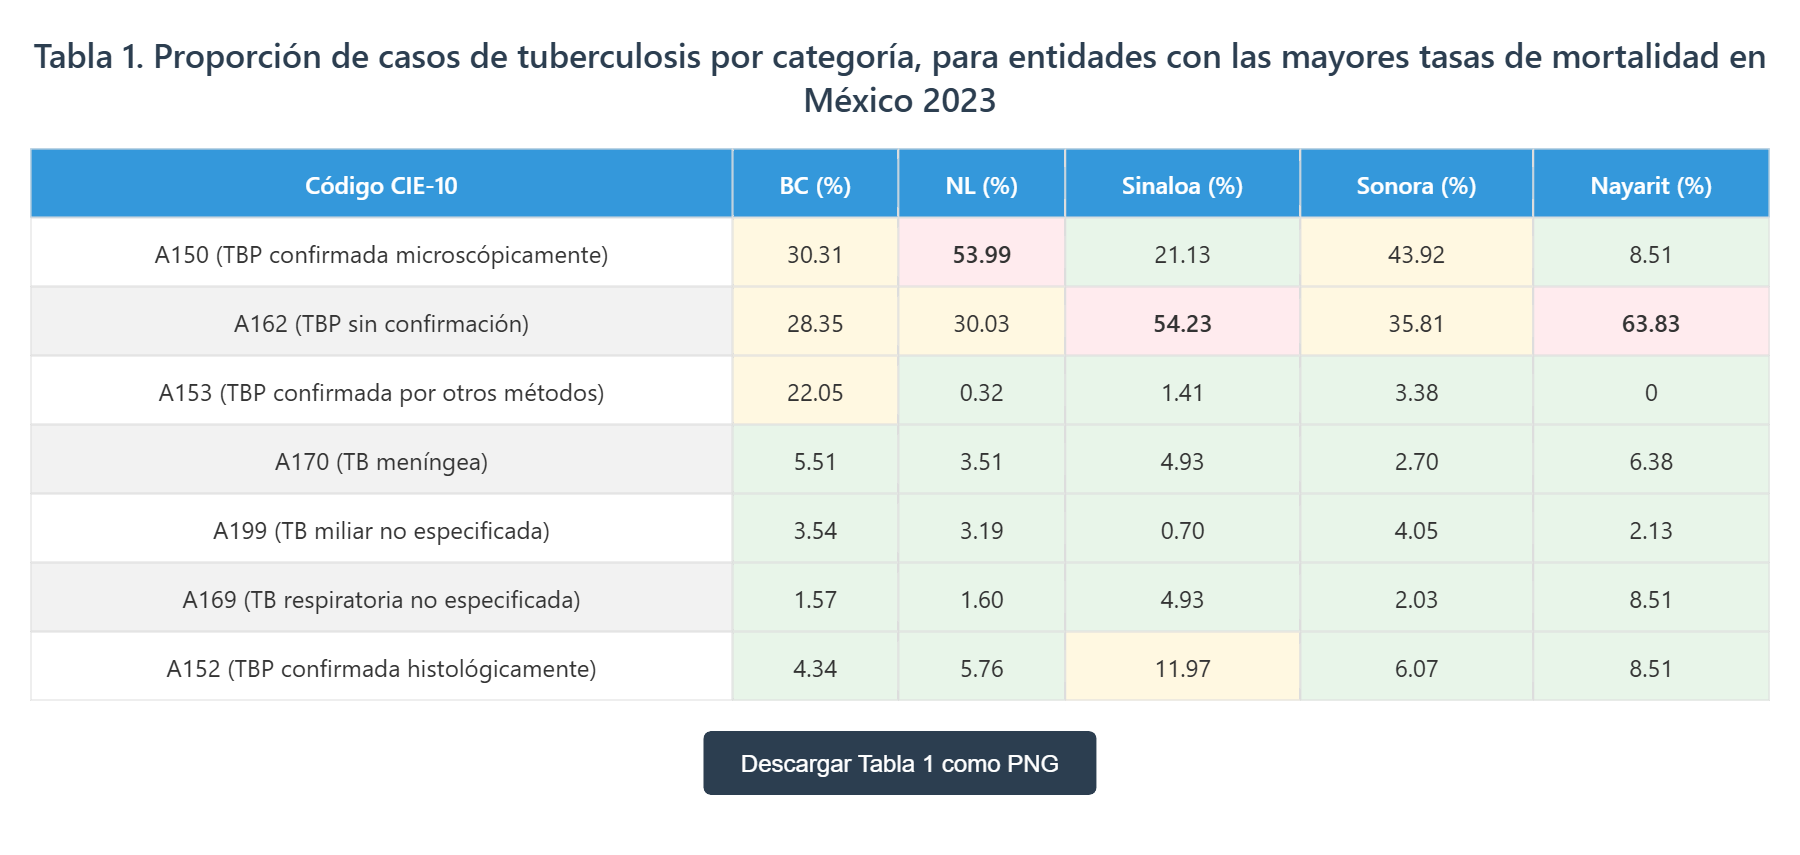 Tabla 1. Proporción de casos de tuberculosis por categoría, para entidades con las mayores tasas de mortalidad en
México 2023
Código CIE-10 BC (%) NL (%) Sinaloa (%) Sonora (%) Nayarit (%)
A150 (TBP confirmada microscópicamente) 30.31 53.99 21.13 43.92 8.51
A162 (TBP sin confirmación) 28.35 30.03 54.23 35.81 63.83
A153 (TBP confirmada por otros métodos) 22.05 0.32 1.41 3.38 0
A170 (TB meníngea) 5.51 3.51 4.93 2.70 6.38
A199 (TB miliar no especificada) 3.54 3.19 0.70 4.05 2.13
A169 (TB respiratoria no especificada) 1.57 1.60 4.93 2.03 8.51
A152 (TBP confirmada histológicamente) 4.34 5.76 11.97 6.07 8.51
Descargar Tabla 1 como PNG